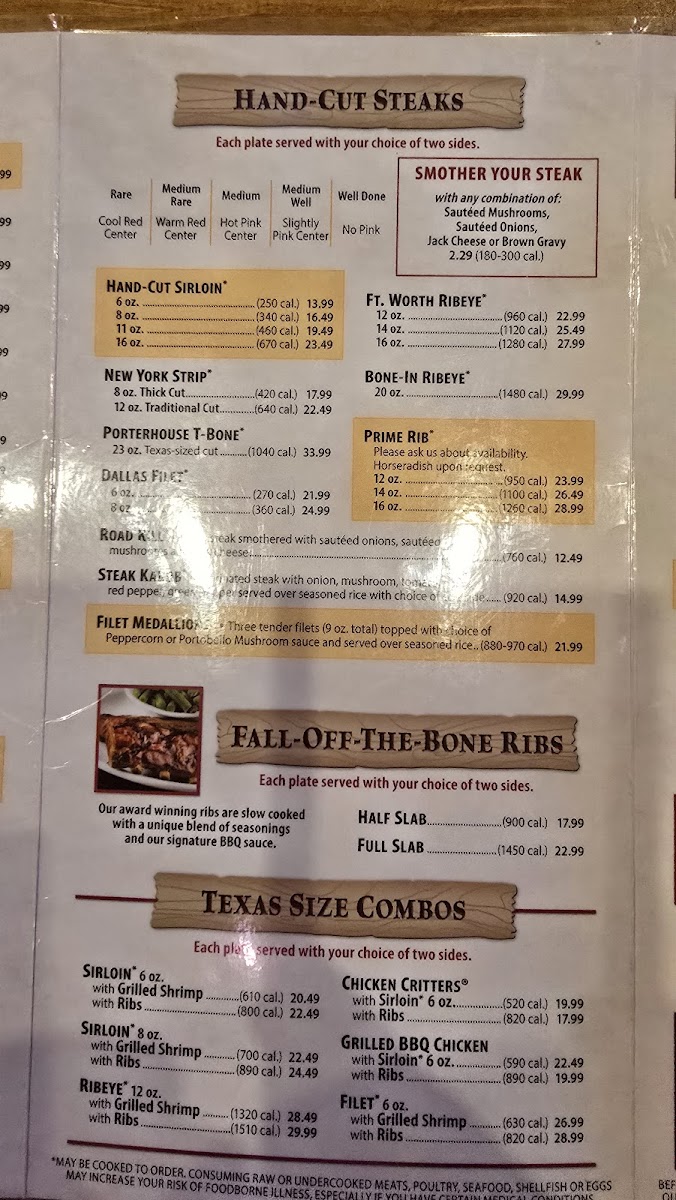 HAND-CUT STEAKS
Each plate served with your choice of two sides.
Rare
Cool Red
Center
Medium
Rare
Warm Red
Center
Medium
Hot Pink
Center
Medium
Well
Slightly
Pink Center
Well Done
No Pink
SMOTHER YOUR STEAK
with any combination of:
Sautéed Mushrooms,
Sautéed Onions,
Jack Cheese or Brown Gravy
2.29 (180-300 cal.)
HAND-CUT SIRLOIN*
6 oz. (250 cal.) 13.99
8 oz. (340 cal.) 16.49
11 oz. (460 cal.) 19.49
16 oz. (670 cal.) 23.49
NEW YORK STRIP*
8 oz. Thick Cut (420 cal.) 17.99
12 oz. Traditional Cut (640 cal.) 22.49
PORTERHOUSE T-BONE*
23 oz. Texas-sized cut (1040 cal.) 33.99
DALLAS FILET*
6 oz. (270 cal.) 21.99
8 oz (360 cal.) 24.99
FT. WORTH RIBEYE*
12 oz. (960 cal.) 22.99
14 oz. (1120 cal.) 25.49
16 oz. (1280 cal.) 27.99
BONE-IN RIBEYE*
20 oz. (1480 cal.) 29.99
PRIME RIB*
Please ask us about availability.
Horseradish upon request.
12 oz. (950 cal.) 23.99
14 oz. (1100 cal.) 26.49
16 oz. (1260 cal.) 28.99
ROAD smothered with sautéed onions, sautéed
mushrooms cheese (760 cal.) 12.49
STEAK steak with onion, mushroom,
red pepper, served over seasoned rice with choice of (920 cal.) 14.99
FILET MEDALLIONS Three tender filets (9 oz. total) topped with choice of
Peppercorn or Portobello Mushroom sauce and served over seasoned rice.. (880-970 cal.) 21.99
FALL-OFF-THE-BONE RIBS
Each plate served with your choice of two sides.
Our award winning ribs are slow cooked
with a unique blend of seasonings
and our signature BBQ sauce.
HALF SLAB (900 cal.) 17.99
FULL SLAB (1450 cal.) 22.99
TEXAS SIZE COMBOS
Each plate served with your choice of two sides.
SIRLOIN* 6 oz.
with Grilled Shrimp (610 cal.) 20.49
with Ribs (800 cal.) 22.49
SIRLOIN* 8 oz.
with Grilled Shrimp (700 cal.) 22.49
with Ribs (890 cal.) 24.49
RIBEYE* 12 oz.
with Grilled Shrimp (1320 cal.) 28.49
with Ribs (1510 cal.) 29.99
CHICKEN CRITTERS®
with Sirloin* 6 oz. (520 cal.) 19.99
with Ribs (820 cal.) 17.99
GRILLED BBQ CHICKEN
with Sirloin* 6 oz. (590 cal.) 22.49
with Ribs (890 cal.) 19.99
FILET* 6 oz.
with Grilled Shrimp (630 cal.) 26.99
with Ribs (820 cal.) 28.99
*MAY BE COOKED TO ORDER. CONSUMING RAW OR UNDERCOOKED MEATS, POULTRY, SEAFOOD, SHELLFISH OR EGGS
MAY INCREASE YOUR RISK OF FOODBORNE ILLNESS, ESPECIALLY IF YOU HAVE CERTAIN MEDICAL CONDITIONS